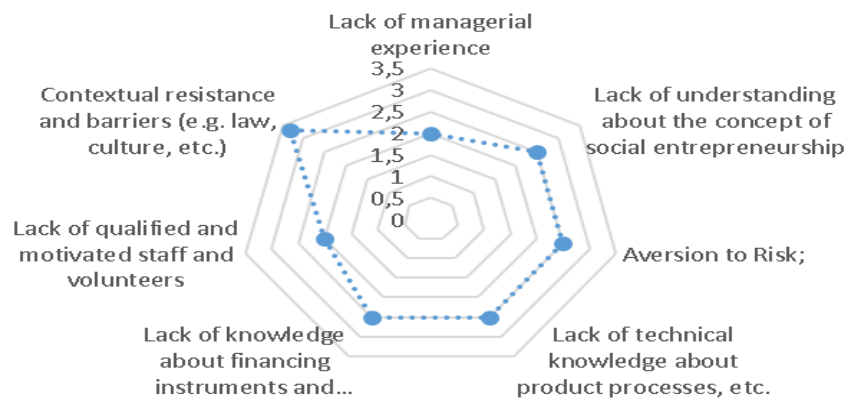 Lack of managerial
experience
3,5
3
2,5
2
1,5
1
0,5
0
Lack of understanding
about the concept of
social entrepreneurship
Aversion to Risk;
Lack of technical
knowledge about
product processes, etc.
Lack of knowledge
about financing
instruments and...
Lack of qualified and
motivated staff and
volunteers
Contextual resistance
and barriers (e.g. law,
culture, etc.)